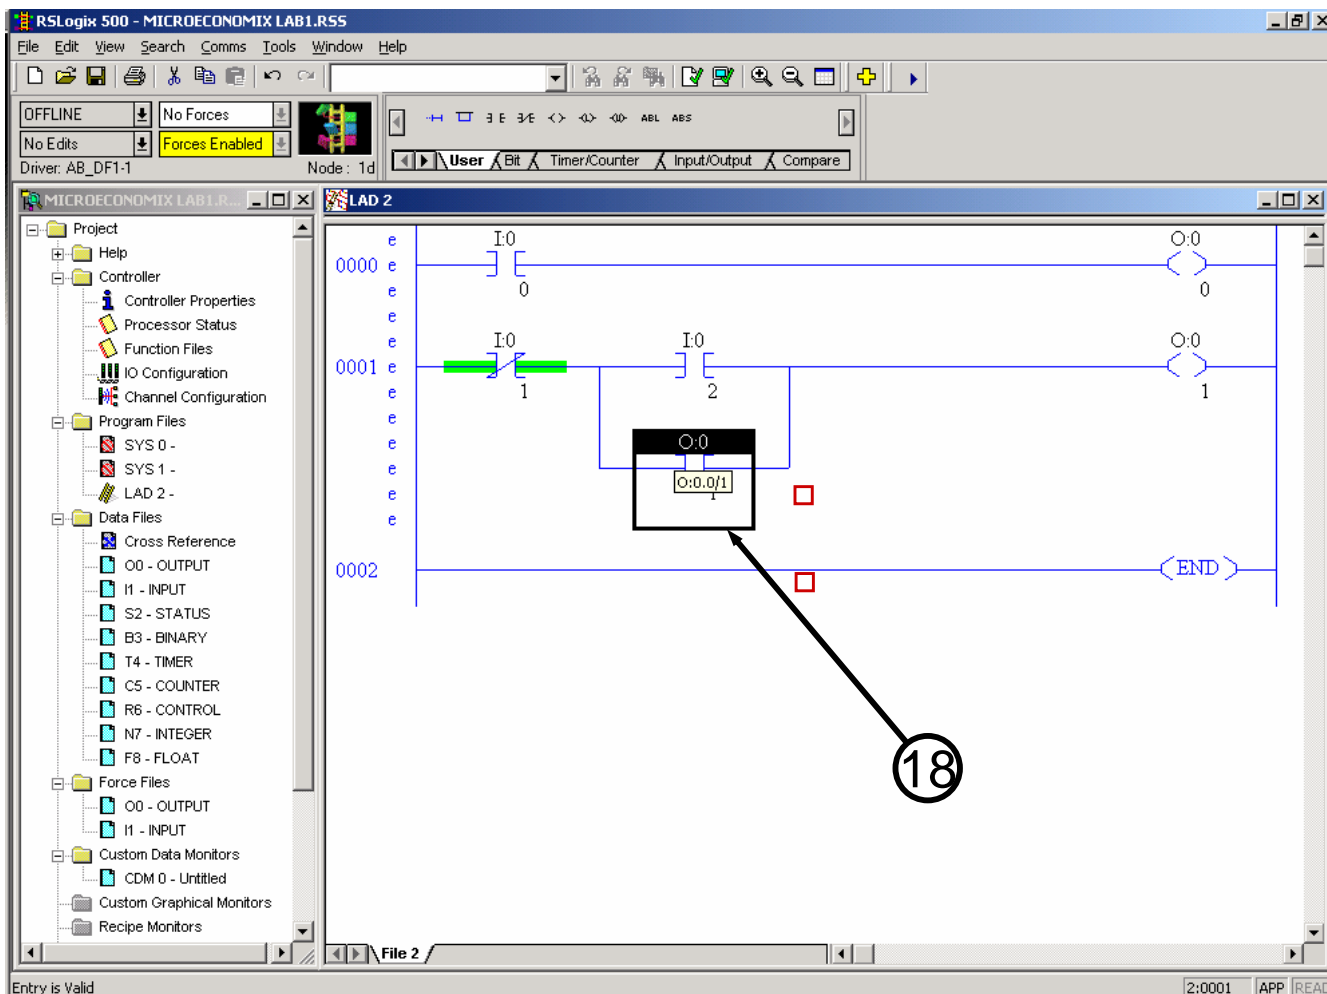 RSLogix 500 - MICROECONOMIX LAB1.RSS
File Edit View Search Comms Tools Window Help
OFFLINE No Forces
No Edits Forces Enabled
Driver: AB_DF1-1 Node : 1d
ABL ABS
User Bit Timer/Counter Input/Output Compare
MICROECONOMIX LAB1.R...
Project
Help
Controller
Controller Properties
Processor Status
Function Files
IO Configuration
Channel Configuration
Program Files
SYS 0 -
SYS 1 -
LAD 2 -
Data Files
Cross Reference
O0 - OUTPUT
I1 - INPUT
S2 - STATUS
B3 - BINARY
T4 - TIMER
C5 - COUNTER
R6 - CONTROL
N7 - INTEGER
F8 - FLOAT
Force Files
O0 - OUTPUT
I1 - INPUT
Custom Data Monitors
CDM 0 - Untitled
Custom Graphical Monitors
Recipe Monitors
LAD 2
e I:0 O:0
0000 e
e 0 0
e
e I:0 I:0 O:0
0001 e
e 1 2 1
e
e O:0
e
e O:0.0/1
e
0002 END
18
File 2
Entry is Valid 2:0001 APP READ